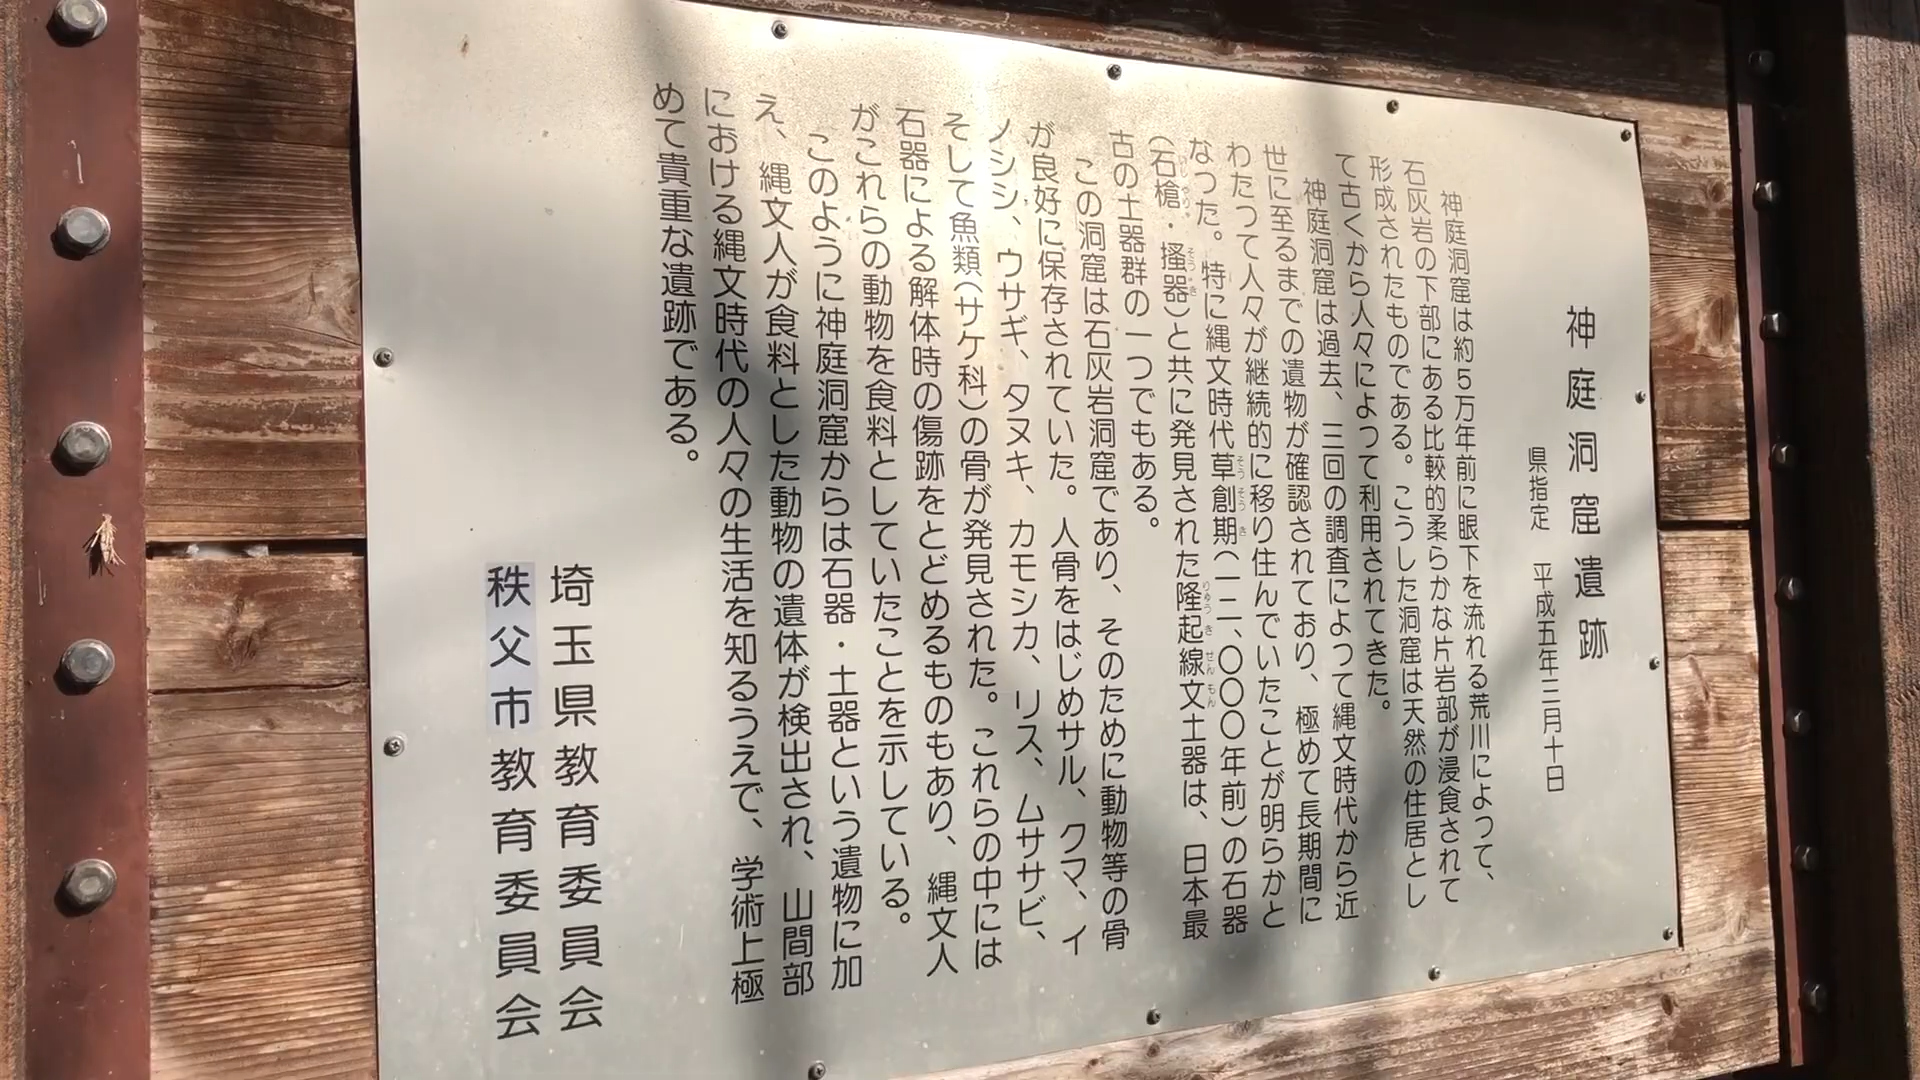 神庭洞窟遺跡
県指定　平成五年三月十日
神庭洞窟は約５万年前に眼下を流れる荒川によって、
石灰岩の下部にある比較的柔らかな片岩部が浸食されて
形成されたものである。こうした洞窟は天然の住居とし
て古くから人々によって利用されてきた。
神庭洞窟は過去、三回の調査によって縄文時代から近
世に至るまでの遺物が確認されており、極めて長期間に
わたって人々が継続的に移り住んでいたことが明らかと
なった。特に縄文時代草創期（一二、〇〇〇年前）の石器
（石槍・掻器）と共に発見された隆起線文土器は、日本最
古の土器群の一つでもある。
この洞窟は石灰岩洞窟であり、そのために動物等の骨
が良好に保存されていた。人骨をはじめサル、クマ、イ
ノシシ、ウサギ、タヌキ、カモシカ、リス、ムササビ、
そして魚類（サケ科）の骨が発見された。これらの中には
石器による解体時の傷跡をとどめるものもあり、縄文人
がこれらの動物を食料としていたことを示している。
このように神庭洞窟からは石器・土器という遺物に加
え、縄文人が食料とした動物の遺体が検出され、山間部
における縄文時代の人々の生活を知るうえで、学術上極
めて貴重な遺跡である。
埼玉県教育委員会
秩父市教育委員会